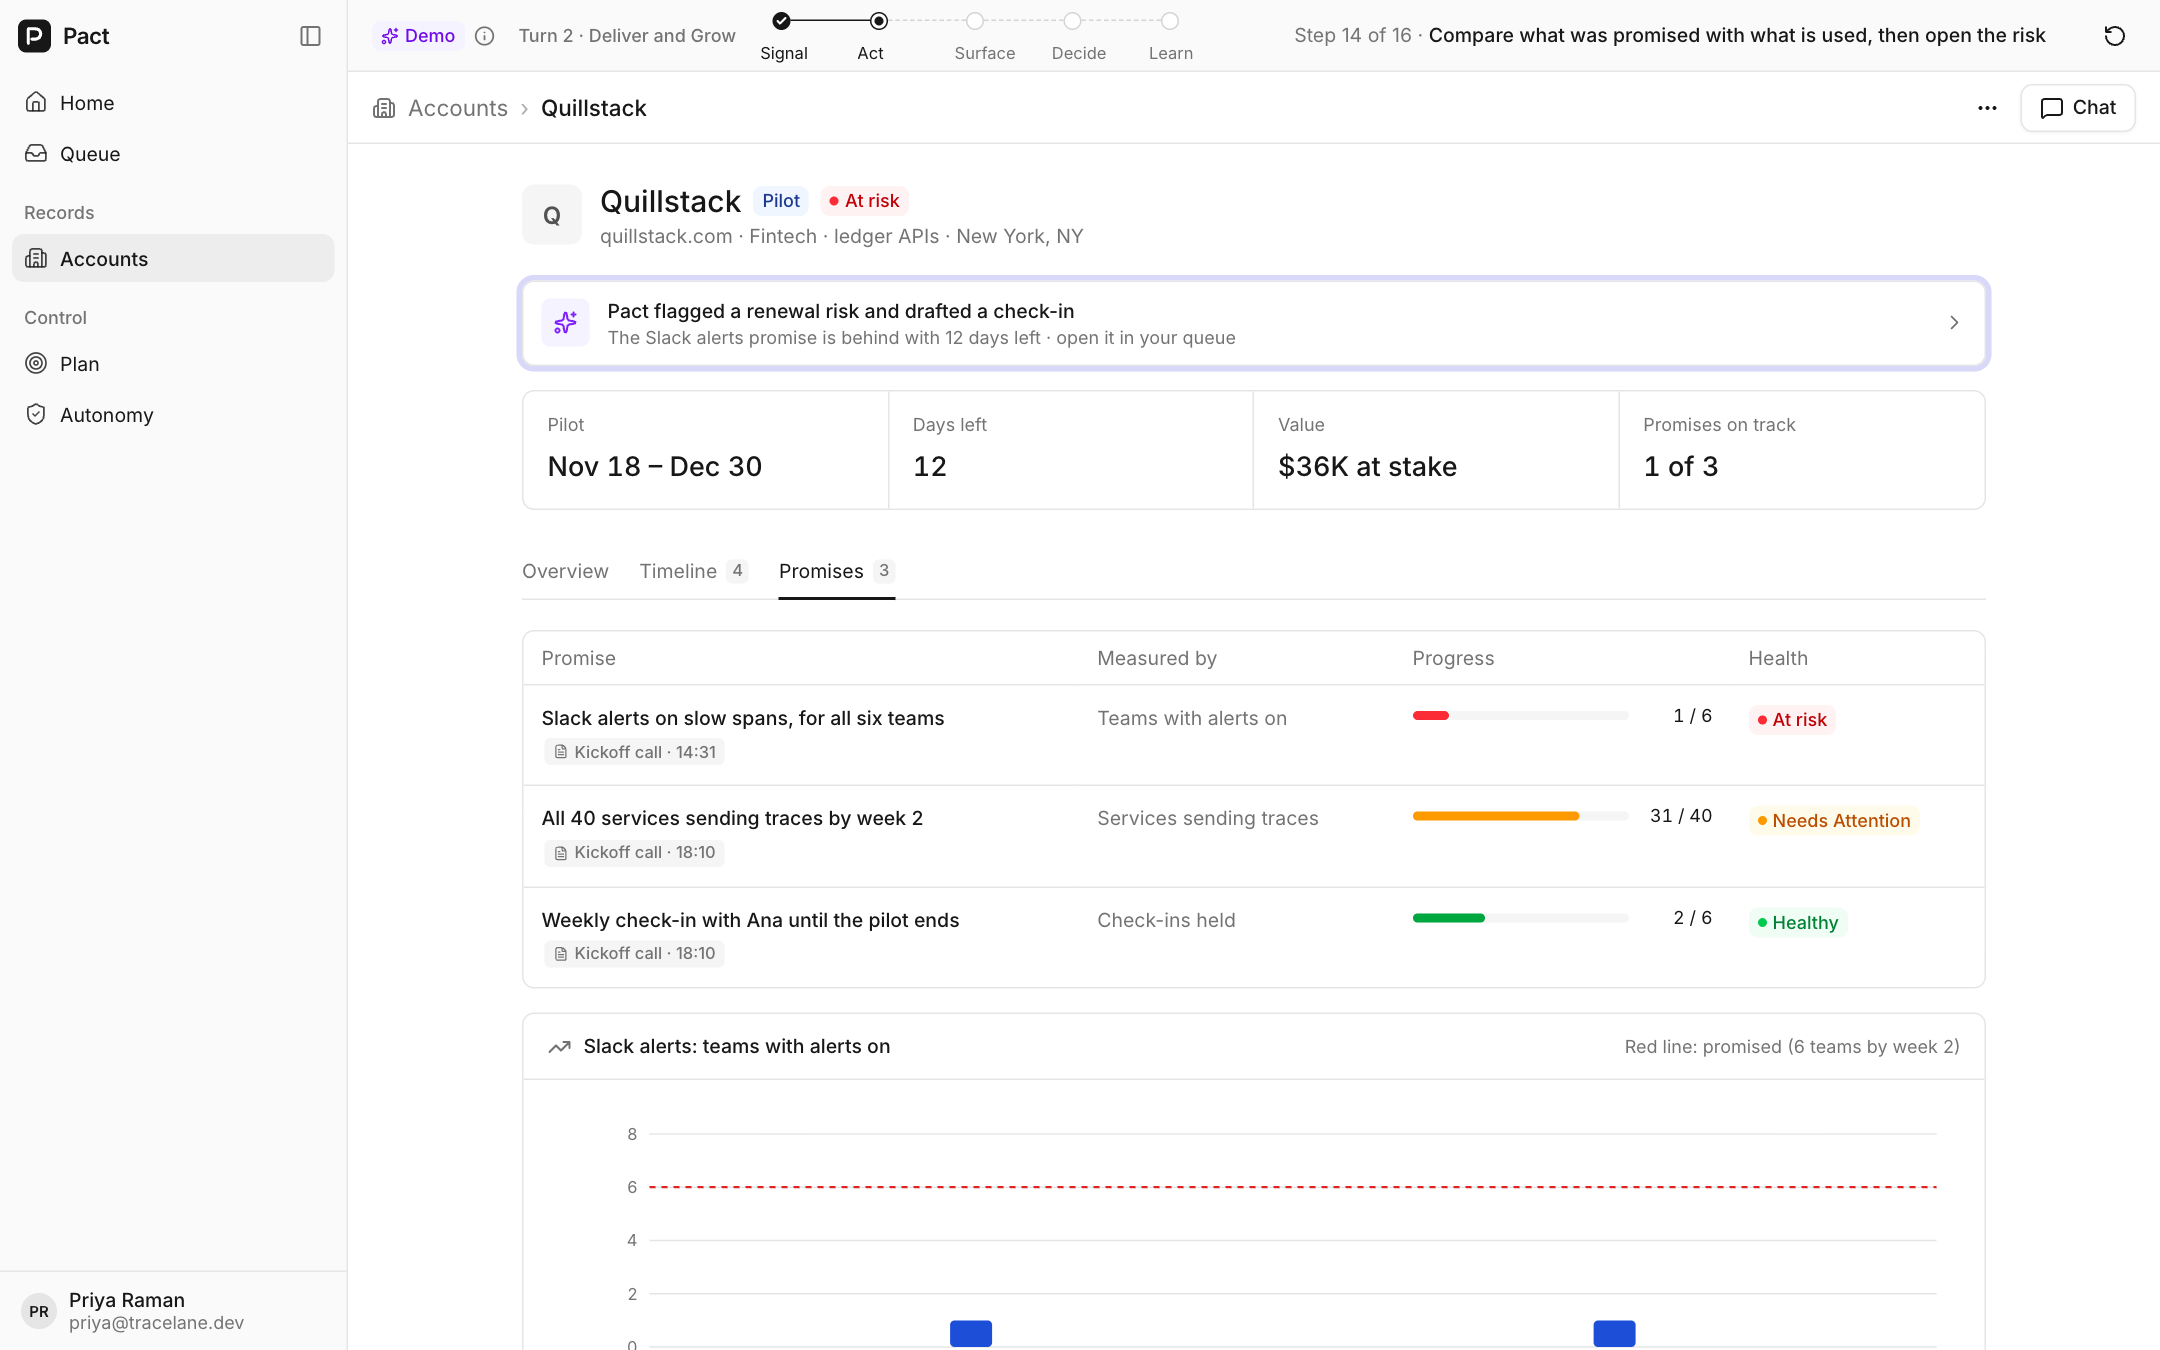 Pact
Home
Queue
Records
Accounts
Control
Plan
Autonomy
PR
Priya Raman
priya@tracelane.dev
Demo
Turn 2 · Deliver and Grow
Signal
Act
Surface
Decide
Learn
Step 14 of 16 · Compare what was promised with what is used, then open the risk
Accounts › Quillstack
Chat
Q
Quillstack
Pilot
At risk
quillstack.com · Fintech · ledger APIs · New York, NY
Pact flagged a renewal risk and drafted a check-in
The Slack alerts promise is behind with 12 days left · open it in your queue
Pilot
Nov 18 – Dec 30
Days left
12
Value
$36K at stake
Promises on track
1 of 3
Overview
Timeline 4
Promises 3
Promise
Measured by
Progress
Health
Slack alerts on slow spans, for all six teams
Kickoff call · 14:31
Teams with alerts on
1 / 6
At risk
All 40 services sending traces by week 2
Kickoff call · 18:10
Services sending traces
31 / 40
Needs Attention
Weekly check-in with Ana until the pilot ends
Kickoff call · 18:10
Check-ins held
2 / 6
Healthy
Slack alerts: teams with alerts on
Red line: promised (6 teams by week 2)
8
6
4
2
0